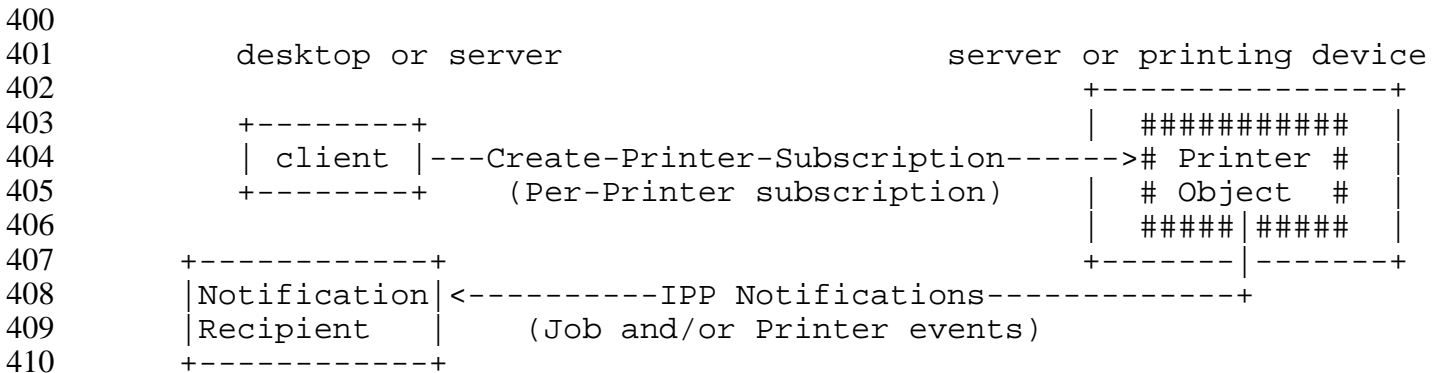 400
401 desktop or server server or printing device
402 +---------------+
403 +--------+ | ########### |
404 | client |---Create-Printer-Subscription------># Printer # |
405 +--------+ (Per-Printer subscription) | # Object # |
406 | #####|##### |
407 +------------+ +-------|-------+
408 |Notification|<----------IPP Notifications-------------+
409 |Recipient | (Job and/or Printer events)
410 +------------+